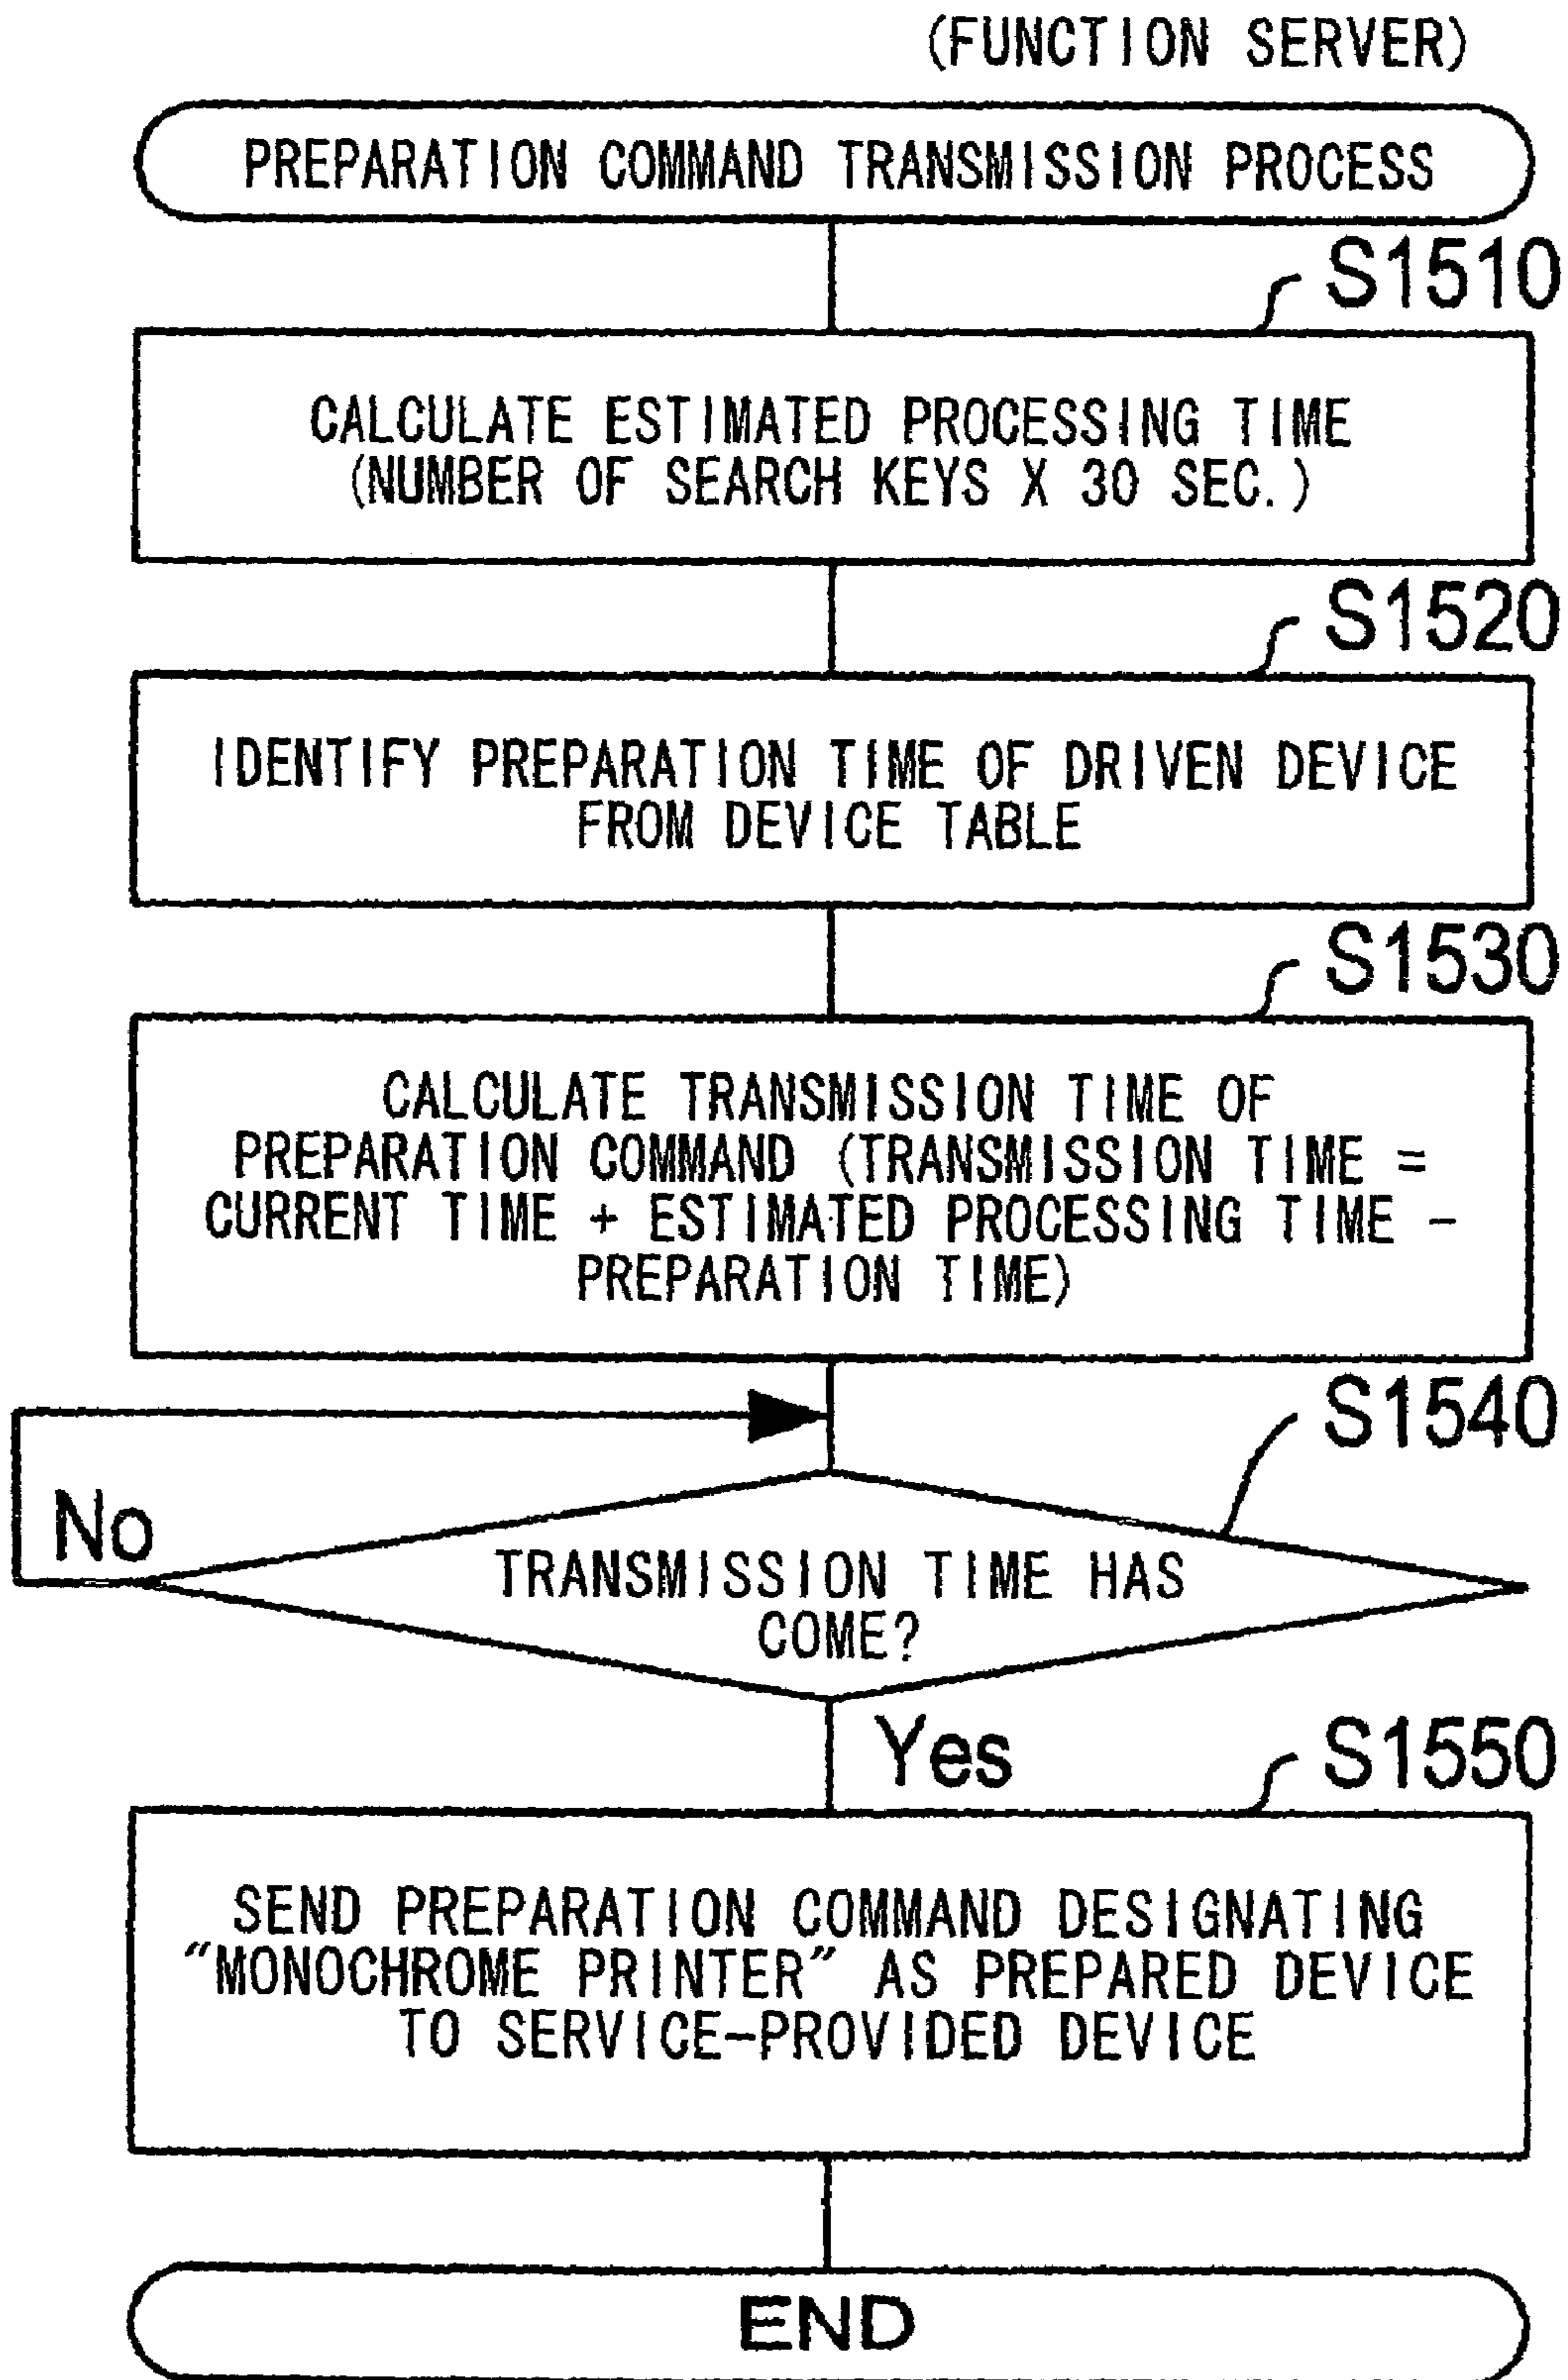 (FUNCTION SERVER)
PREPARATION COMMAND TRANSMISSION PROCESS
S1510
CALCULATE ESTIMATED PROCESSING TIME
(NUMBER OF SEARCH KEYS X 30 SEC.)
S1520
IDENTIFY PREPARATION TIME OF DRIVEN DEVICE
FROM DEVICE TABLE
S1530
CALCULATE TRANSMISSION TIME OF
PREPARATION COMMAND (TRANSMISSION TIME =
CURRENT TIME + ESTIMATED PROCESSING TIME -
PREPARATION TIME)
S1540
No
TRANSMISSION TIME HAS
COME?
Yes
S1550
SEND PREPARATION COMMAND DESIGNATING
"MONOCHROME PRINTER" AS PREPARED DEVICE
TO SERVICE-PROVIDED DEVICE
END